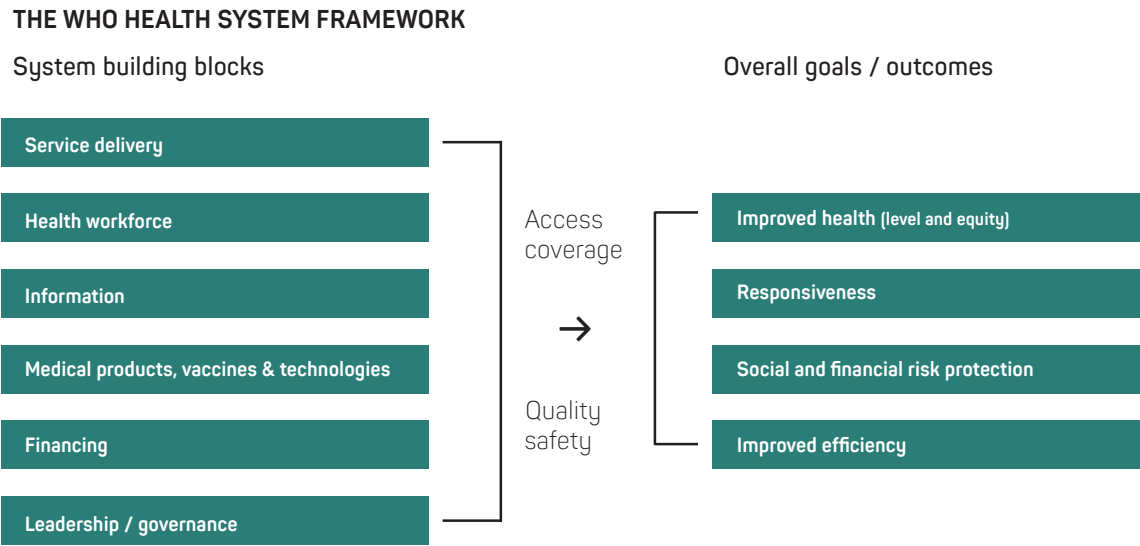 THE WHO HEALTH SYSTEM FRAMEWORK
System building blocks
Service delivery
Health workforce
Information
Medical products, vaccines & technologies
Financing
Leadership / governance
Access
coverage
→
Quality
safety
Overall goals / outcomes
Improved health (level and equity)
Responsiveness
Social and financial risk protection
Improved efficiency